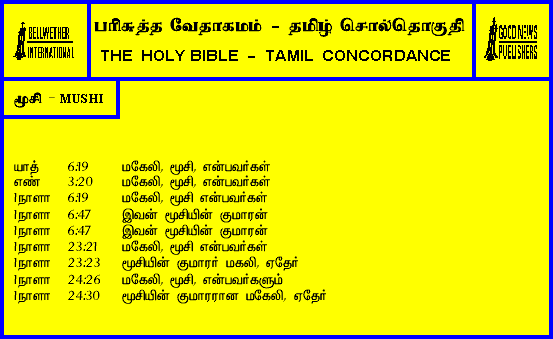 BELLWETHER
INTERNATIONAL
பரிசுத்த வேதாகமம் - தமிழ் சொல்தொகுதி
THE HOLY BIBLE - TAMIL CONCORDANCE
GOOD NEWS
PUBLISHERS
மூசி - MUSHI
யாத் 6:19 மகேலி, மூசி, என்பவர்கள்
எண் 3:20 மகேலி, மூசி, என்பவர்கள்
1நாளா 6:19 மகேலி, மூசி என்பவர்கள்
1நாளா 6:47 இவன் மூசியின் குமாரன்
1நாளா 6:47 இவன் மூசியின் குமாரன்
1நாளா 23:21 மகேலி, மூசி என்பவர்கள்
1நாளா 23:23 மூசியின் குமாரர் மகலி, ஏதேர்
1நாளா 24:26 மகேலி, மூசி, என்பவர்களும்
1நாளா 24:30 மூசியின் குமாரரான மகேலி, ஏதேர்